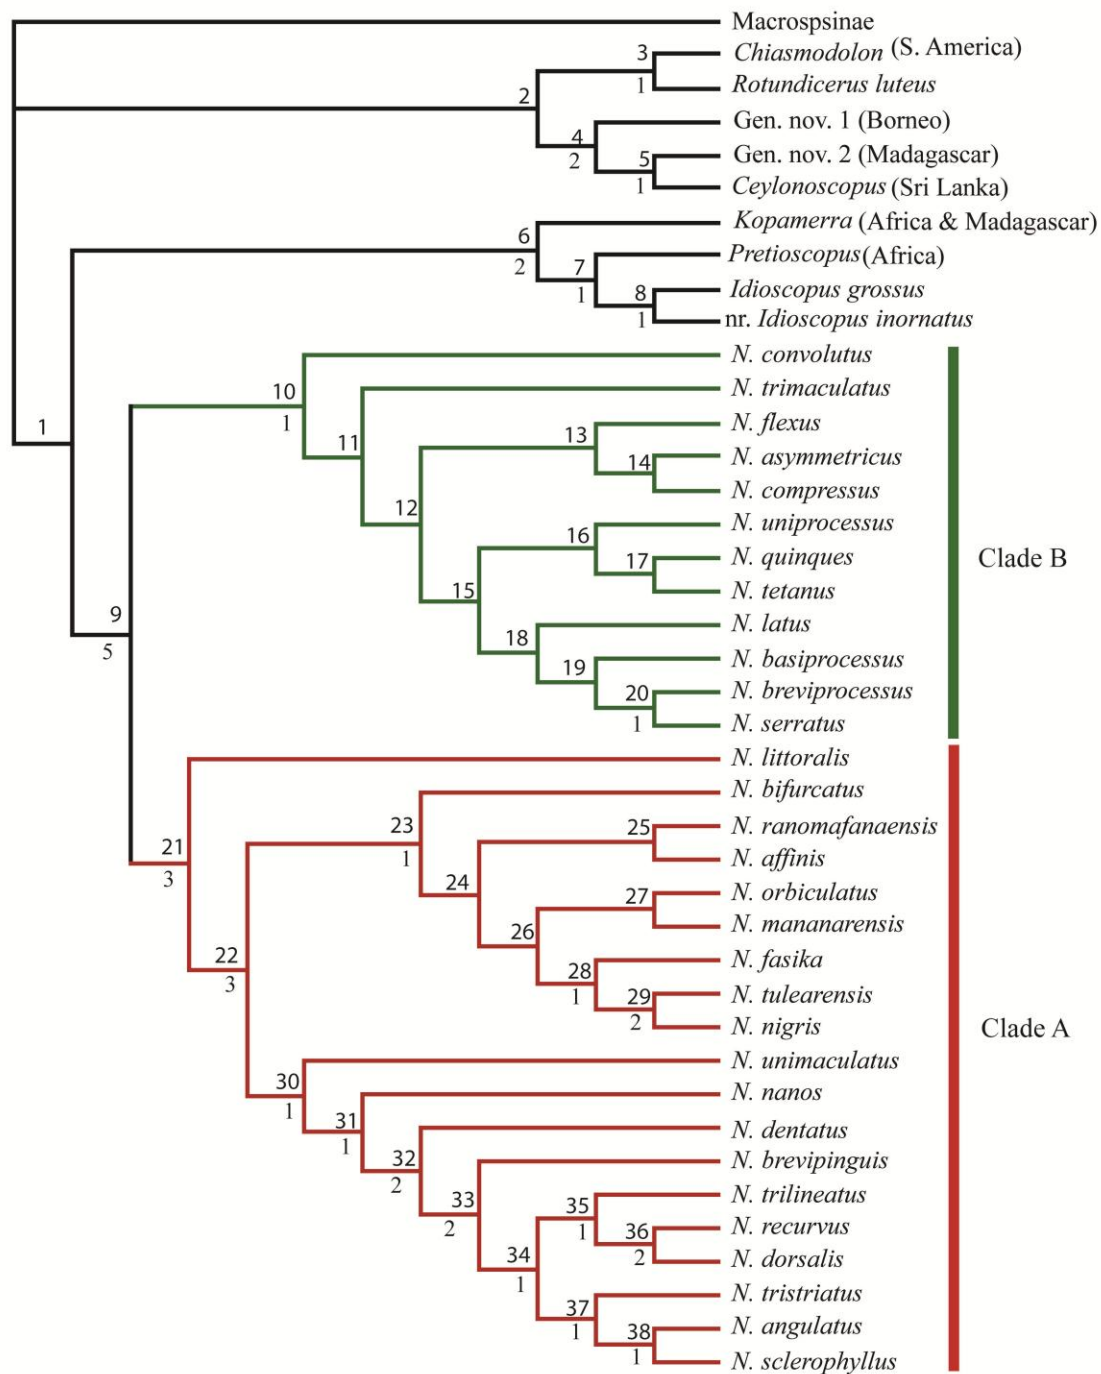 Macrospsinae
3
Chiasmodolon (S. America)
1
Rotundicerus luteus
2
Gen. nov. 1 (Borneo)
4
2
Gen. nov. 2 (Madagascar)
5
1
Ceylonoscopus (Sri Lanka)
Kopamerra (Africa & Madagascar)
6
2
Pretioscopus (Africa)
7
1
Idioscopus grossus
8
1
nr. Idioscopus inornatus
N. convolutus
10
1
N. trimaculatus
1
11
N. flexus
13
N. asymmetricus
14
N. compressus
12
N. uniprocessus
16
N. quinques
17
Clade B
N. tetanus
15
N. latus
18
9
5
N. basiprocessus
19
N. breviprocessus
20
1
N. serratus
N. littoralis
N. bifurcatus
23
1
N. ranomafanaensis
25
N. affinis
21
3
24
N. orbiculatus
27
N. mananarensis
26
N. fasika
22
3
28
1
N. tulearensis
29
2
N. nigris
Clade A
N. unimaculatus
30
1
N. nanos
31
1
N. dentatus
32
2
N. brevipinguis
33
2
N. trilineatus
35
1
N. recurvus
36
2
N. dorsalis
34
1
N. tristriatus
37
1
N. angulatus
38
1
N. sclerophyllus